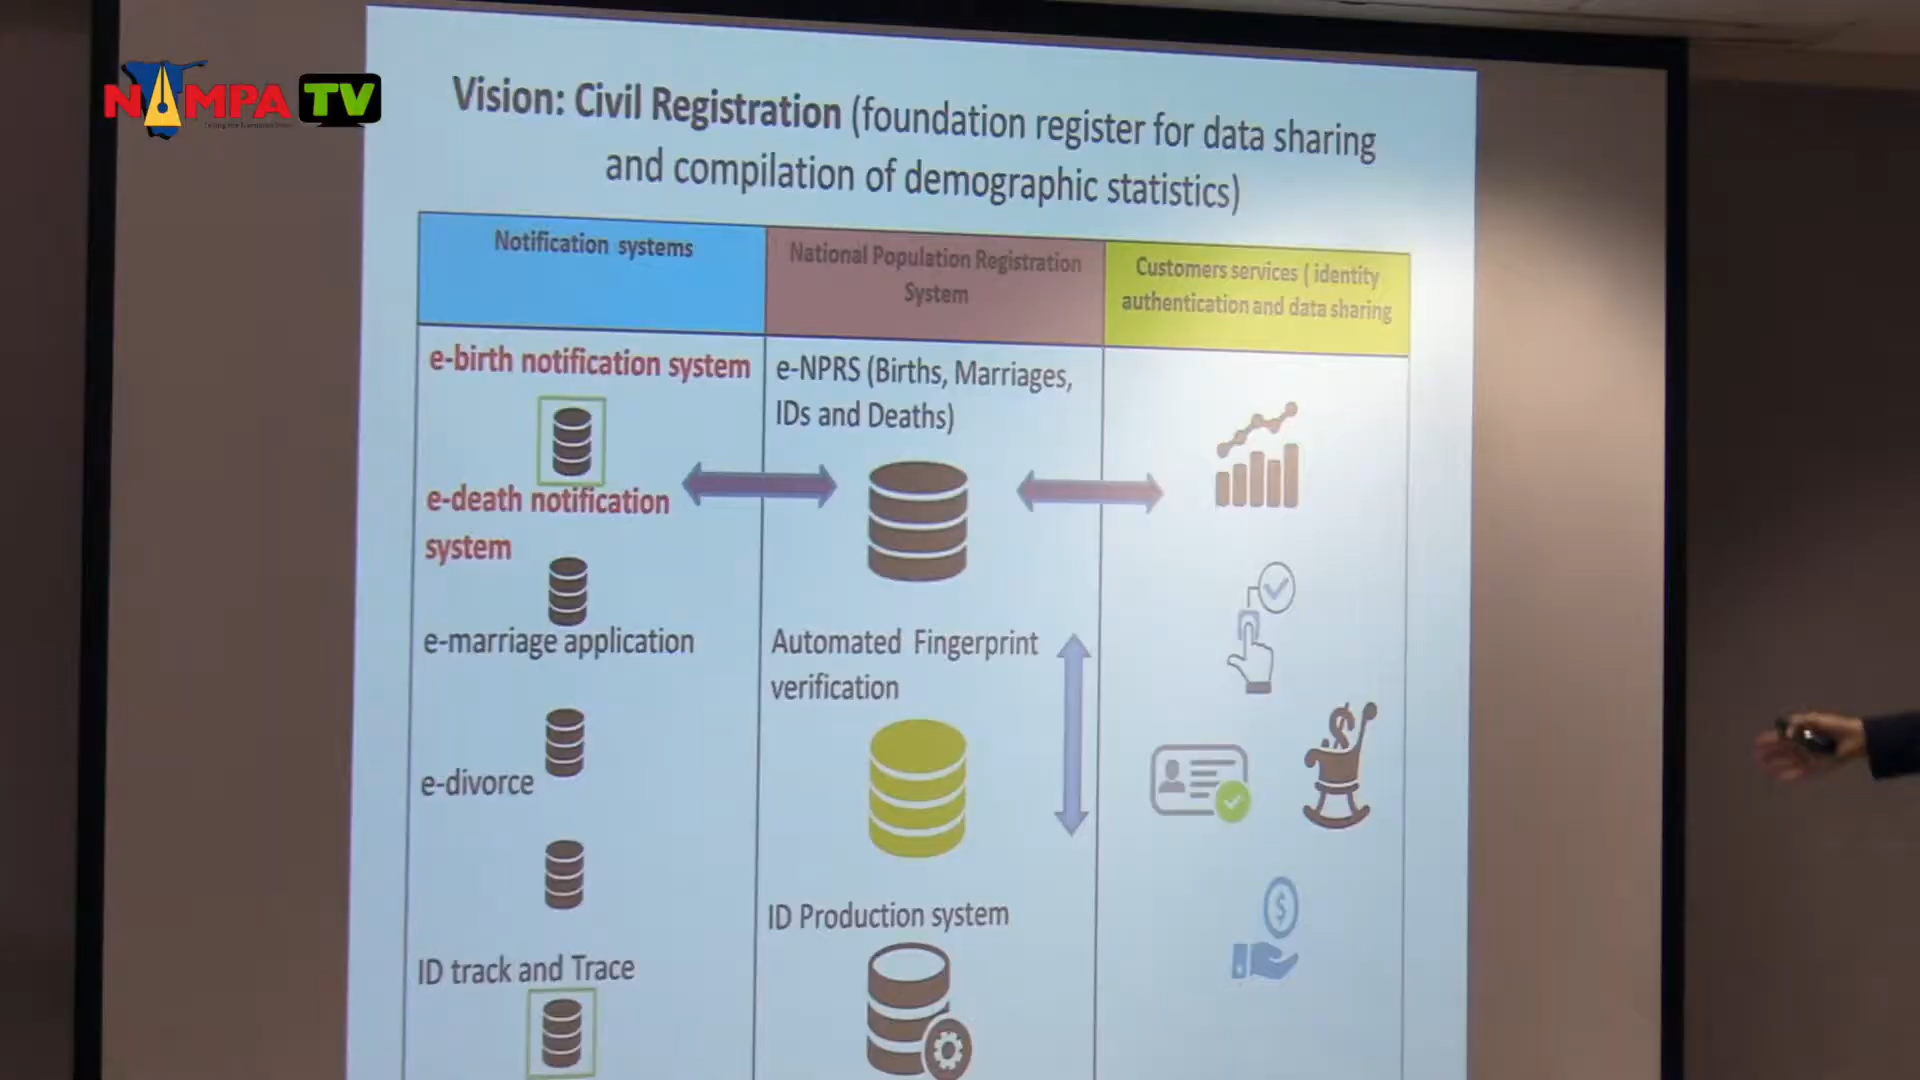 NAMPA TV
Vision: Civil Registration (foundation register for data sharing
and compilation of demographic statistics)
Notification systems
National Population Registration
System
Customers services ( identity
authentication and data sharing
e-birth notification system
e-death notification
system
e-marriage application
e-divorce
ID track and Trace
e-NPRS (Births, Marriages,
IDs and Deaths)
Automated Fingerprint
verification
ID Production system
$
$